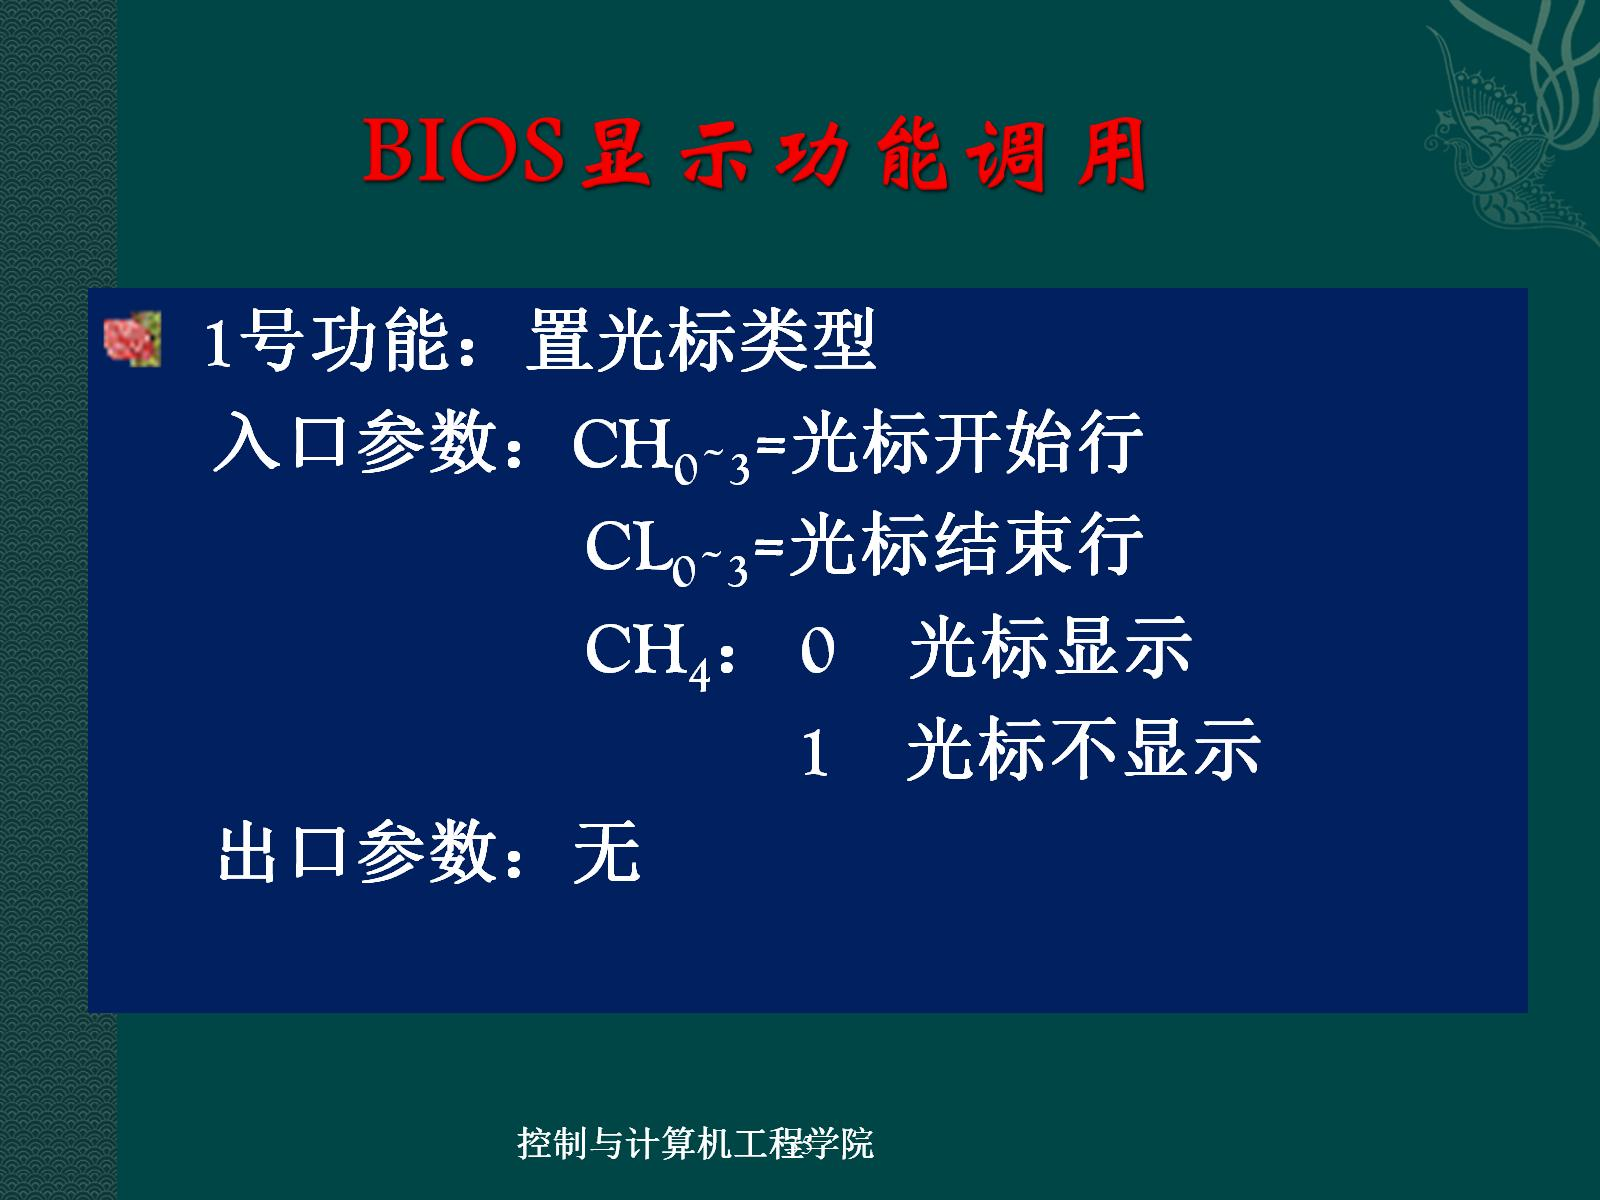 BIOS显示功能调用
1号功能：置光标类型
入口参数：CH0~3=光标开始行
CL0~3=光标结束行
CH4：0 光标显示
1 光标不显示
出口参数：无
控制与计算机工程学院